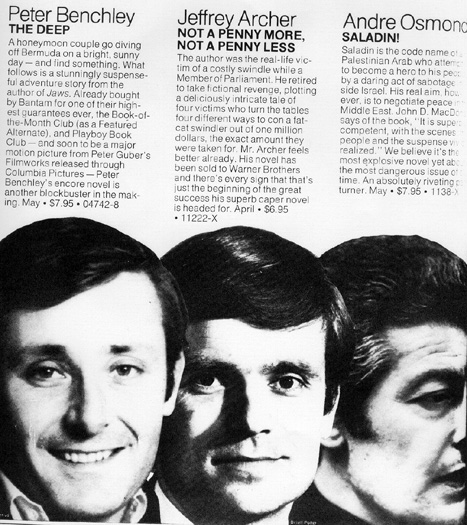 Peter Benchley
THE DEEP
A honeymoon couple go diving
off Bermuda on a bright, sunny
day — and find something. What
follows is a stunningly suspense-
ful adventure story from the
author of Jaws. Already bought
by Bantam for one of their high-
est guarantees ever, the Book-of-
the-Month Club (as a Featured
Alternate), and Playboy Book
Club — and soon to be a major
motion picture from Peter Guber's
Filmworks released through
Columbia Pictures — Peter
Benchley's encore novel is
another blockbuster in the mak-
ing. May • $7.95 • 04742-8
Jeffrey Archer
NOT A PENNY MORE,
NOT A PENNY LESS
The author was the real-life vic-
tim of a costly swindle while a
Member of Parliament. He retired
to take fictional revenge, plotting
a deliciously intricate tale of
four victims who turn the tables
four different ways to con a fat-
cat swindler out of one million
dollars, the exact amount they
were taken for. Mr. Archer feels
better already. His novel has
been sold to Warner Brothers
and there's every sign that that's
just the beginning of the great
success his superb caper novel
is headed for. April • $6.95
• 11222-X
Andre Osmond
SALADIN!
Saladin is the code name of
Palestinian Arab who attem
to become a hero to his peo
by a daring act of sabotage
side Israel. His real aim, how
ever, is to negotiate peace in
Middle East. John D. MacD
says of the book, "It is super
competent, with the scenes
people and the suspense
realized." We believe it's the
most explosive novel yet abo
the most dangerous issue of
time. An absolutely riveting p
turner. May • $7.95 • 1138-X